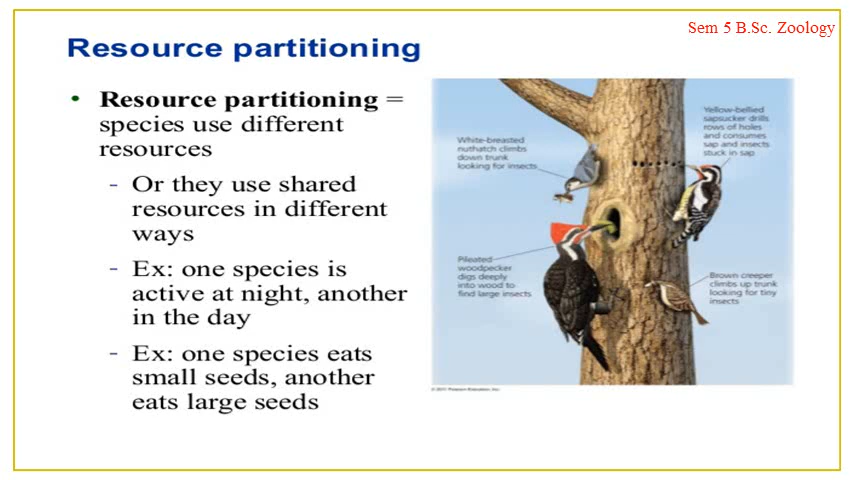 Sem 5 B.Sc. Zoology
Resource partitioning
• Resource partitioning =
species use different
resources
- Or they use shared
resources in different
ways
- Ex: one species is
active at night, another
in the day
- Ex: one species eats
small seeds, another
eats large seeds
White-breasted
nuthatch climbs
down trunk
looking for insects
Yellow-bellied
sapsucker drills
rows of holes
and consumes
sap and insects
stuck in sap
Pileated
woodpecker
digs deeply
into wood to
find large insects
Brown creeper
climbs up trunk
looking for tiny
insects
© 2011 Pearson Education, Inc.